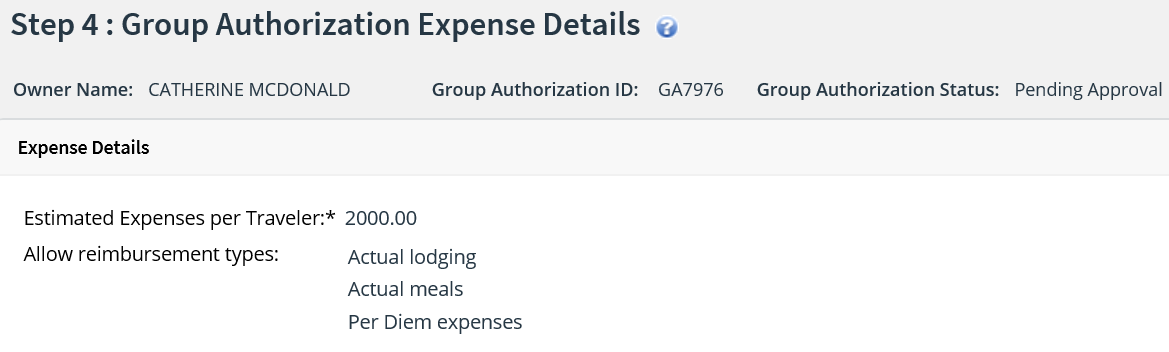 Step 4 : Group Authorization Expense Details ?
Owner Name: CATHERINE MCDONALD Group Authorization ID: GA7976 Group Authorization Status: Pending Approval
Expense Details
Estimated Expenses per Traveler:* 2000.00
Allow reimbursement types: Actual lodging
Actual meals
Per Diem expenses